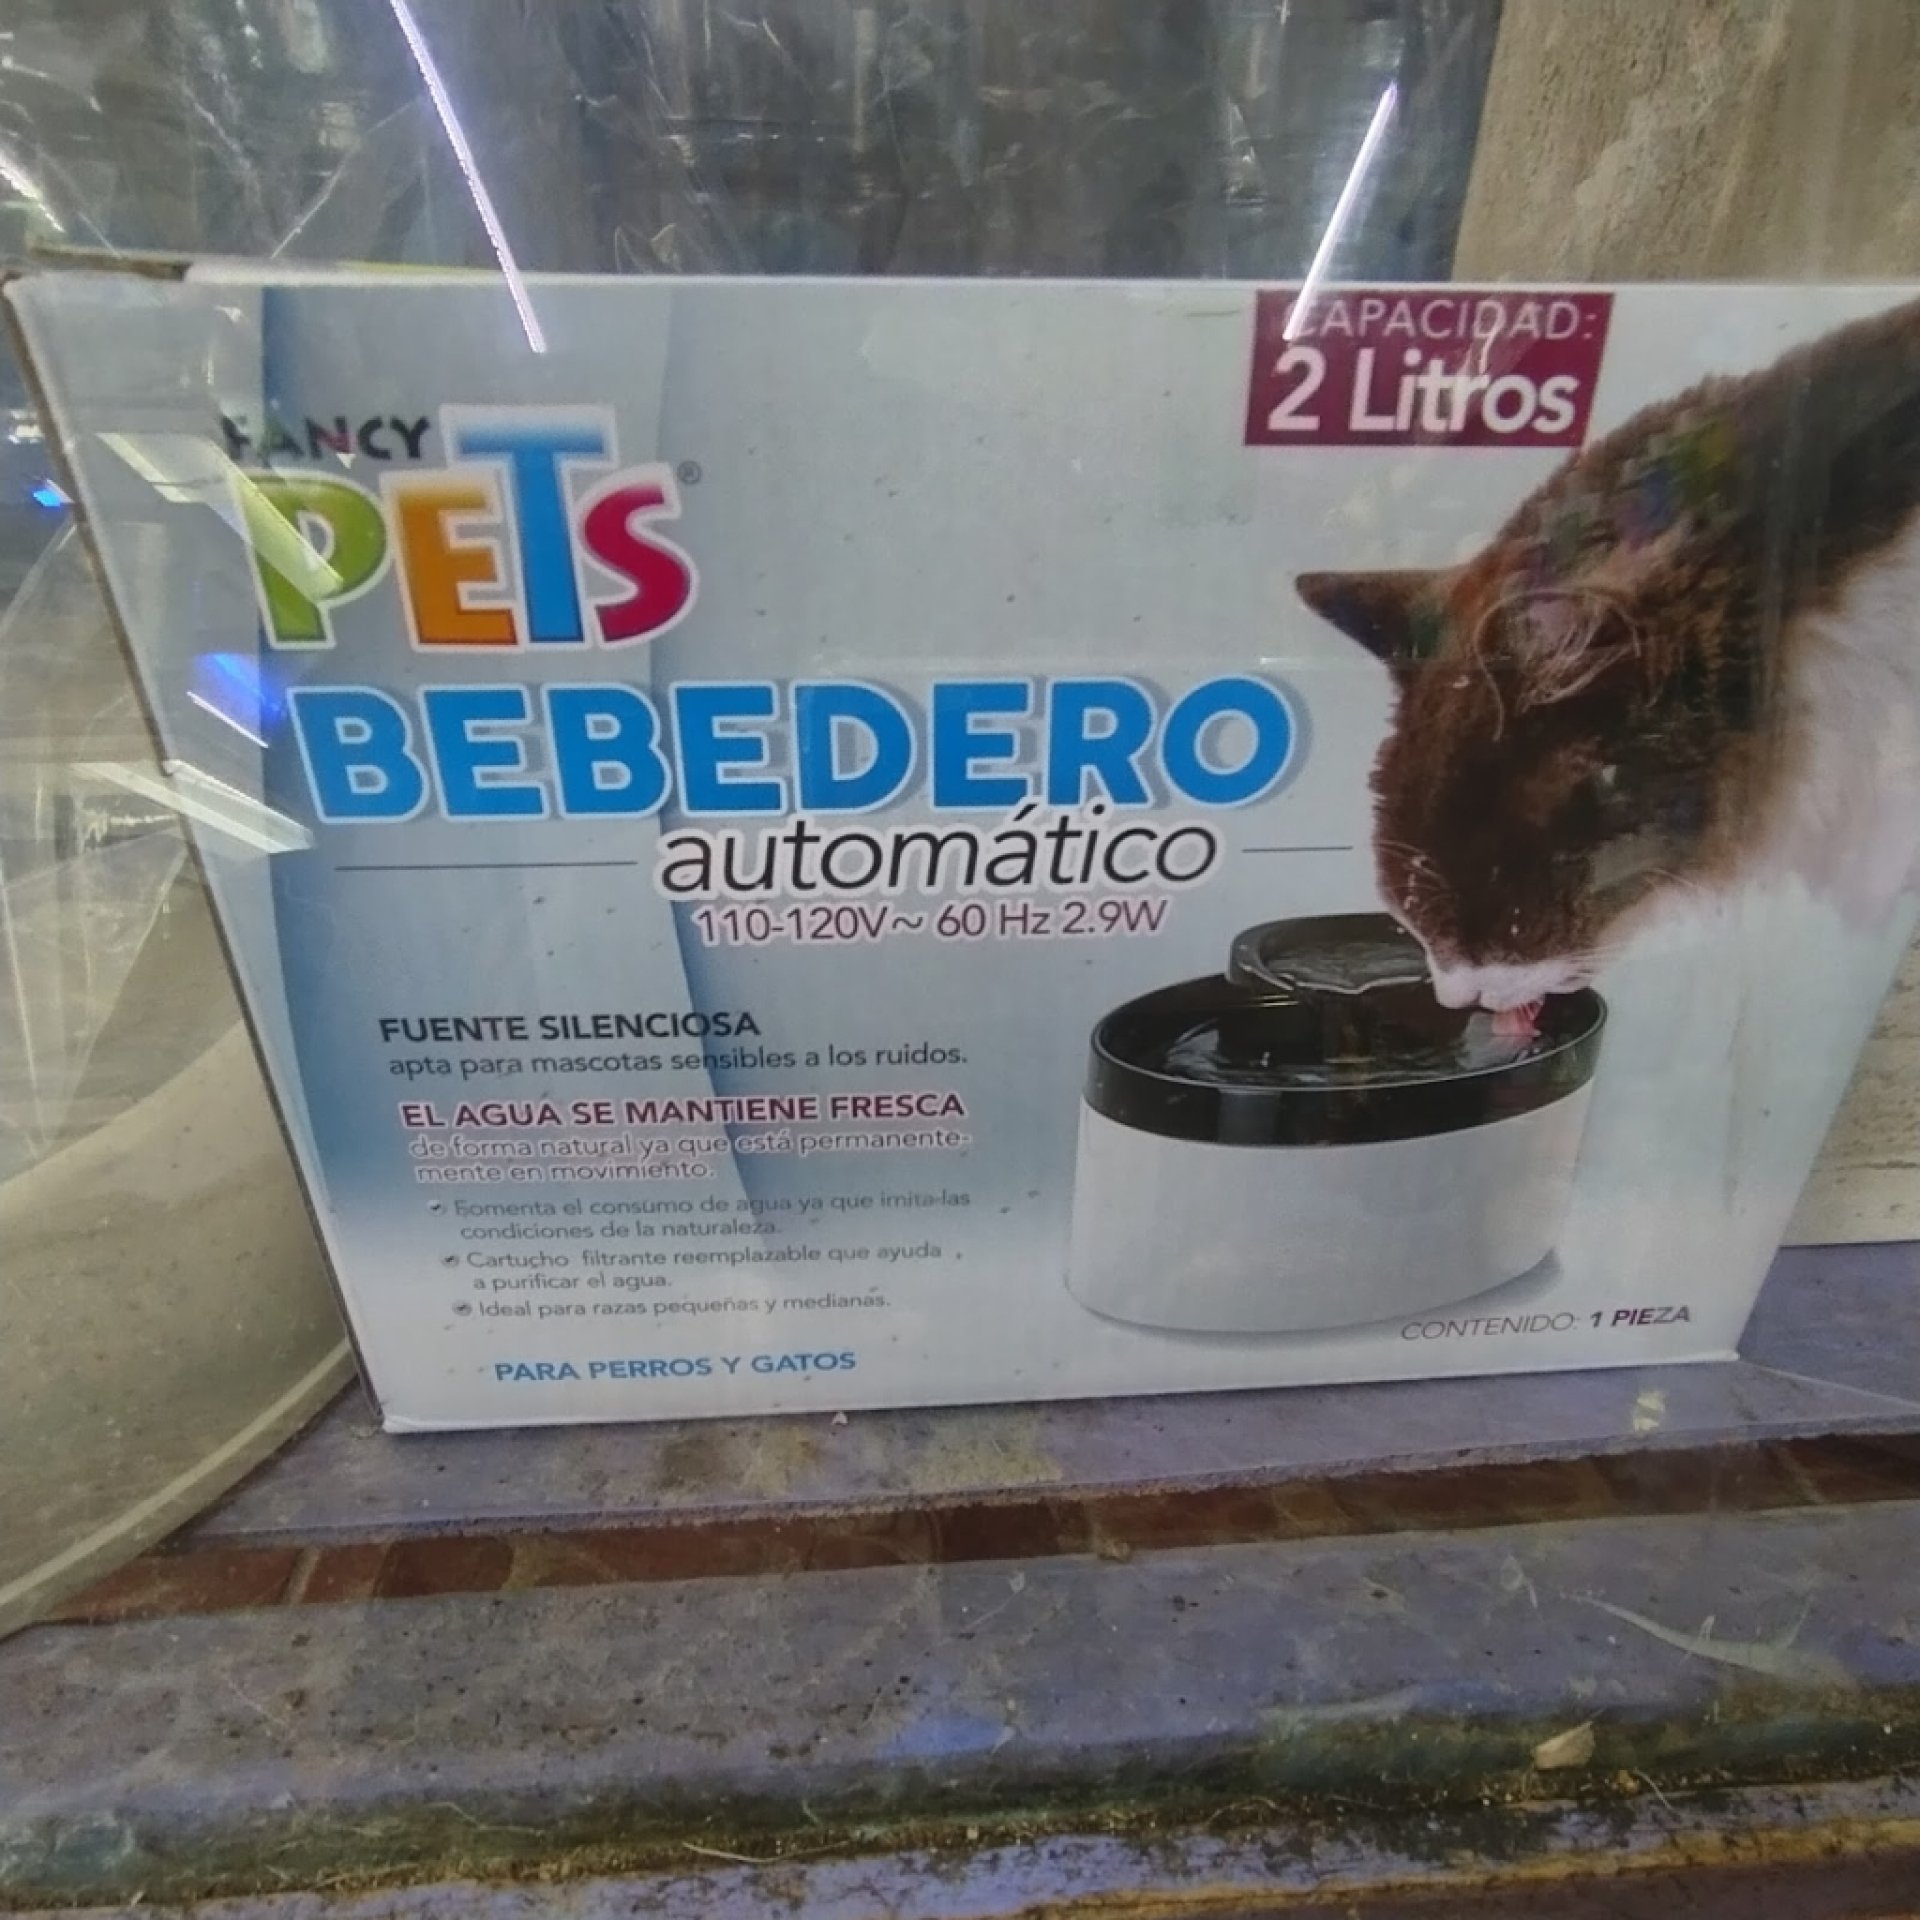 CAPACIDAD:
2 Litros
FANCY
PETS®
BEBEDERO
automático
110-120V~ 60 Hz 2.9W
FUENTE SILENCIOSA
apta para mascotas sensibles a los ruidos.
EL AGUA SE MANTIENE FRESCA
de forma natural ya que está permanente-
mente en movimiento.
Fomenta el consumo de agua ya que imita las
condiciones de la naturaleza.
Cartucho filtrante reemplazable que ayuda
a purificar el agua.
Ideal para razas pequeñas y medianas.
CONTENIDO: 1 PIEZA
PARA PERROS Y GATOS